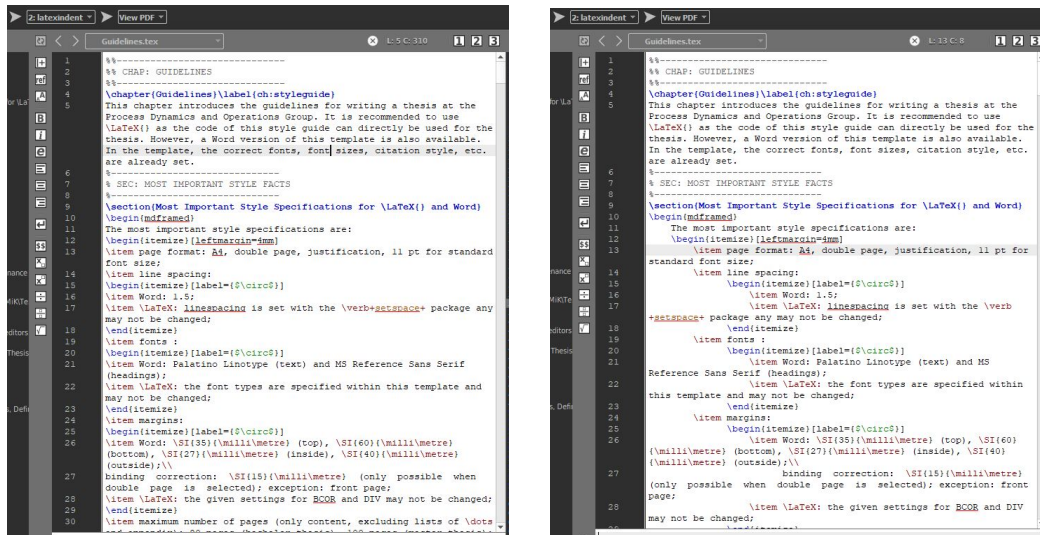 2: latexindent
View PDF
Guidelines.tex
L: 5 C: 310
1 2 3
1 %%------------------------------
2 %% CHAP: GUIDELINES
3 %%------------------------------
4 \chapter{Guidelines}\label{ch:styleguide}
5 This chapter introduces the guidelines for writing a thesis at the
Process Dynamics and Operations Group. It is recommended to use
\LaTeX{} as the code of this style guide can directly be used for the
thesis. However, a Word version of this template is also available.
In the template, the correct fonts, font sizes, citation style, etc.
are already set.
6 %------------------------------
7 % SEC: MOST IMPORTANT STYLE FACTS
8 %------------------------------
9 \section{Most Important Style Specifications for \LaTeX{} and Word}
10 \begin{mdframed}
11 The most important style specifications are:
12 \begin{itemize}[leftmargin=4mm]
13 \item page format: A4, double page, justification, 11 pt for standard
font size;
14 \item line spacing:
15 \begin{itemize}[label={$\circ$}]
16 \item Word: 1.5;
17 \item \LaTeX: linespacing is set with the \verb+setspace+ package any
may not be changed;
18 \end{itemize}
19 \item fonts :
20 \begin{itemize}[label={$\circ$}]
21 \item Word: Palatino Linotype (text) and MS Reference Sans Serif
(headings);
22 \item \LaTeX: the font types are specified within this template and
may not be changed;
23 \end{itemize}
24 \item margins:
25 \begin{itemize}[label={$\circ$}]
26 \item Word: \SI{35}{\milli\metre} (top), \SI{60}{\milli\metre}
(bottom), \SI{27}{\milli\metre} (inside), \SI{40}{\milli\metre}
(outside);\\
27 binding correction: \SI{15}{\milli\metre} (only possible when
double page is selected); exception: front page;
28 \item \LaTeX: the given settings for BCOR and DIV may not be changed;
29 \end{itemize}
30 \item maximum number of pages (only content, excluding lists of \dots
2: latexindent
View PDF
Guidelines.tex
L: 13 C: 8
1 2 3
1 %%------------------------------
2 %% CHAP: GUIDELINES
3 %%------------------------------
4 \chapter{Guidelines}\label{ch:styleguide}
5 This chapter introduces the guidelines for writing a thesis at the
Process Dynamics and Operations Group. It is recommended to use
\LaTeX{} as the code of this style guide can directly be used for the
thesis. However, a Word version of this template is also available.
In the template, the correct fonts, font sizes, citation style, etc.
are already set.
6 %------------------------------
7 % SEC: MOST IMPORTANT STYLE FACTS
8 %------------------------------
9 \section{Most Important Style Specifications for \LaTeX{} and Word}
10 \begin{mdframed}
11 The most important style specifications are:
12 \begin{itemize}[leftmargin=4mm]
13 \item page format: A4, double page, justification, 11 pt for
standard font size;
14 \item line spacing:
15 \begin{itemize}[label={$\circ$}]
16 \item Word: 1.5;
17 \item \LaTeX: linespacing is set with the \verb
+setspace+ package any may not be changed;
18 \end{itemize}
19 \item fonts :
20 \begin{itemize}[label={$\circ$}]
21 \item Word: Palatino Linotype (text) and MS
Reference Sans Serif (headings);
22 \item \LaTeX: the font types are specified within
this template and may not be changed;
23 \end{itemize}
24 \item margins:
25 \begin{itemize}[label={$\circ$}]
26 \item Word: \SI{35}{\milli\metre} (top), \SI{60}
{\milli\metre} (bottom), \SI{27}{\milli\metre} (inside), \SI{40}
{\milli\metre} (outside);\\
27 binding correction: \SI{15}{\milli\metre}
(only possible when double page is selected); exception: front
page;
28 \item \LaTeX: the given settings for BCOR and DIV
may not be changed;